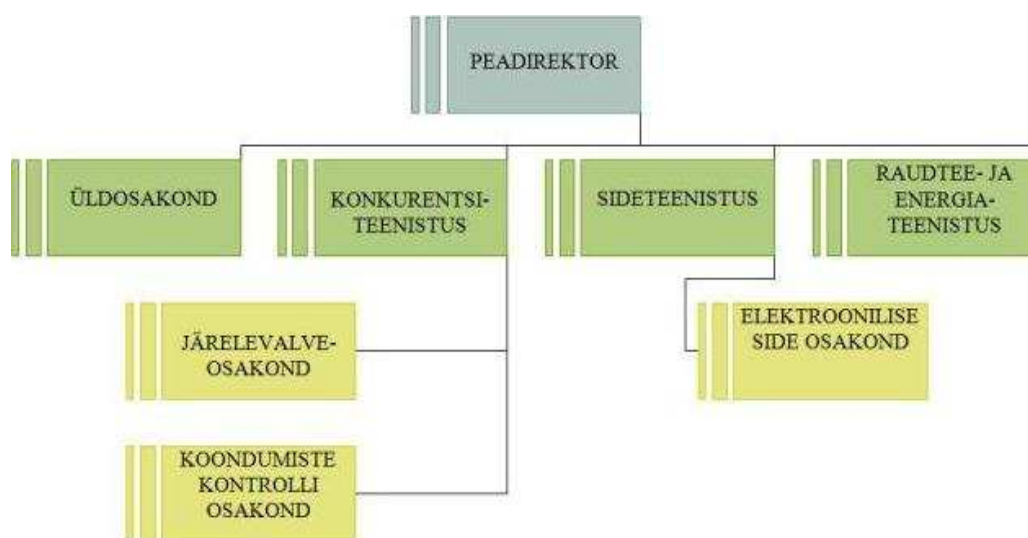 PEADIREKTOR
ÜLDOSAKOND
KONKURENTSI-
TEENISTUS
SIDETEENISTUS
RAUDTEE- JA
ENERGIA-
TEENISTUS
JÄRELEVALVE-
OSAKOND
ELEKTROONILISE
SIDE OSAKOND
KOONDUMISTE
KONTROLLI
OSAKOND